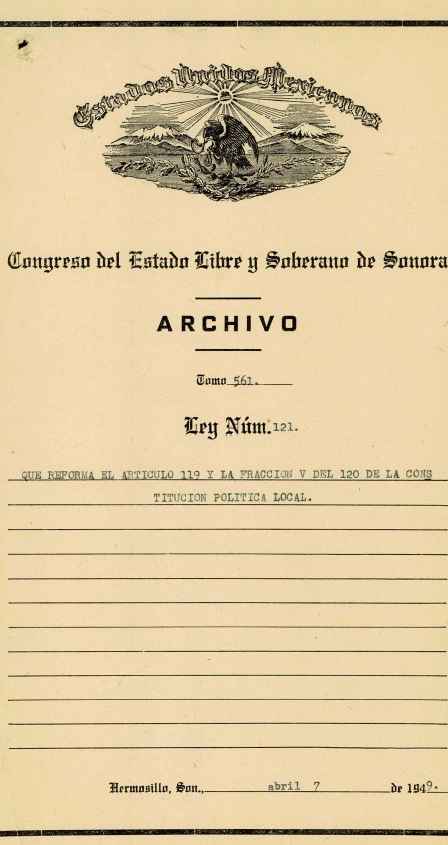 Estados Unidos Mexicanos
Congreso del Estado Libre y Soberano de Sonora
ARCHIVO
Tomo 561.
Ley Núm. 121.
QUE REFORMA EL ARTICULO 119 Y LA FRACCION V DEL 120 DE LA CONS
TITUCION POLITICA LOCAL.
Hermosillo, Son., abril 7 de 1949.